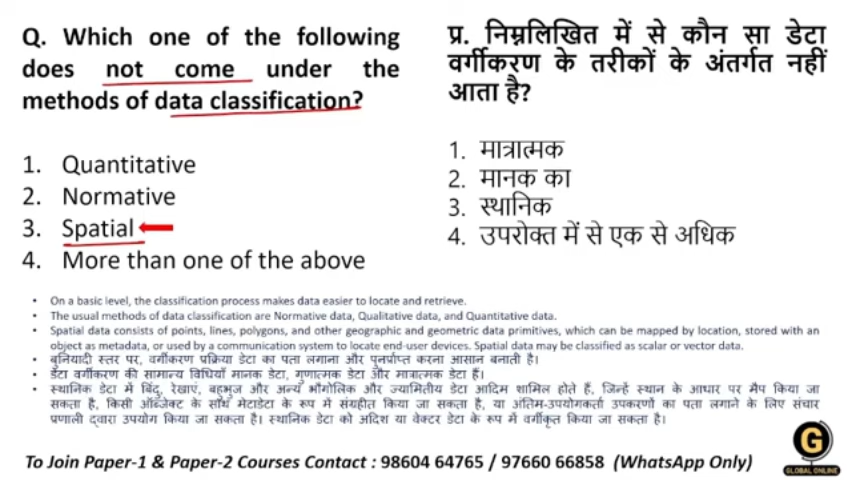 Q. Which one of the following
does not come under the
methods of data classification?
1. Quantitative
2. Normative
3. Spatial
4. More than one of the above
प्र. निम्नलिखित में से कौन सा डेटा
वर्गीकरण के तरीकों के अंतर्गत नहीं
आता है?
1. मात्रात्मक
2. मानक का
3. स्थानिक
4. उपरोक्त में से एक से अधिक
• On a basic level, the classification process makes data easier to locate and retrieve.
• The usual methods of data classification are Normative data, Qualitative data, and Quantitative data.
• Spatial data consists of points, lines, polygons, and other geographic and geometric data primitives, which can be mapped by location, stored with an
object as metadata, or used by a communication system to locate end-user devices. Spatial data may be classified as scalar or vector data.
• बुनियादी स्तर पर, वर्गीकरण प्रक्रिया डेटा का पता लगाना और पुनर्प्राप्त करना आसान बनाती है।
• डेटा वर्गीकरण की सामान्य विधियाँ मानक डेटा, गुणात्मक डेटा और मात्रात्मक डेटा हैं।
• स्थानिक डेटा में बिंदु, रेखाएं, बहुभुज और अन्य भौगोलिक और ज्यामितीय डेटा आदिम शामिल होते हैं, जिन्हें स्थान के आधार पर मैप किया जा
सकता है, किसी ऑब्जेक्ट के साथ मेटाडेटा के रूप में संग्रहीत किया जा सकता है, या अंतिम-उपयोगकर्ता उपकरणों का पता लगाने के लिए संचार
प्रणाली द्वारा उपयोग किया जा सकता है। स्थानिक डेटा को अदिश या वेक्टर डेटा के रूप में वर्गीकृत किया जा सकता है।
To Join Paper-1 & Paper-2 Courses Contact : 98604 64765 / 97660 66858 (WhatsApp Only)
G
GLOBAL ONLINE